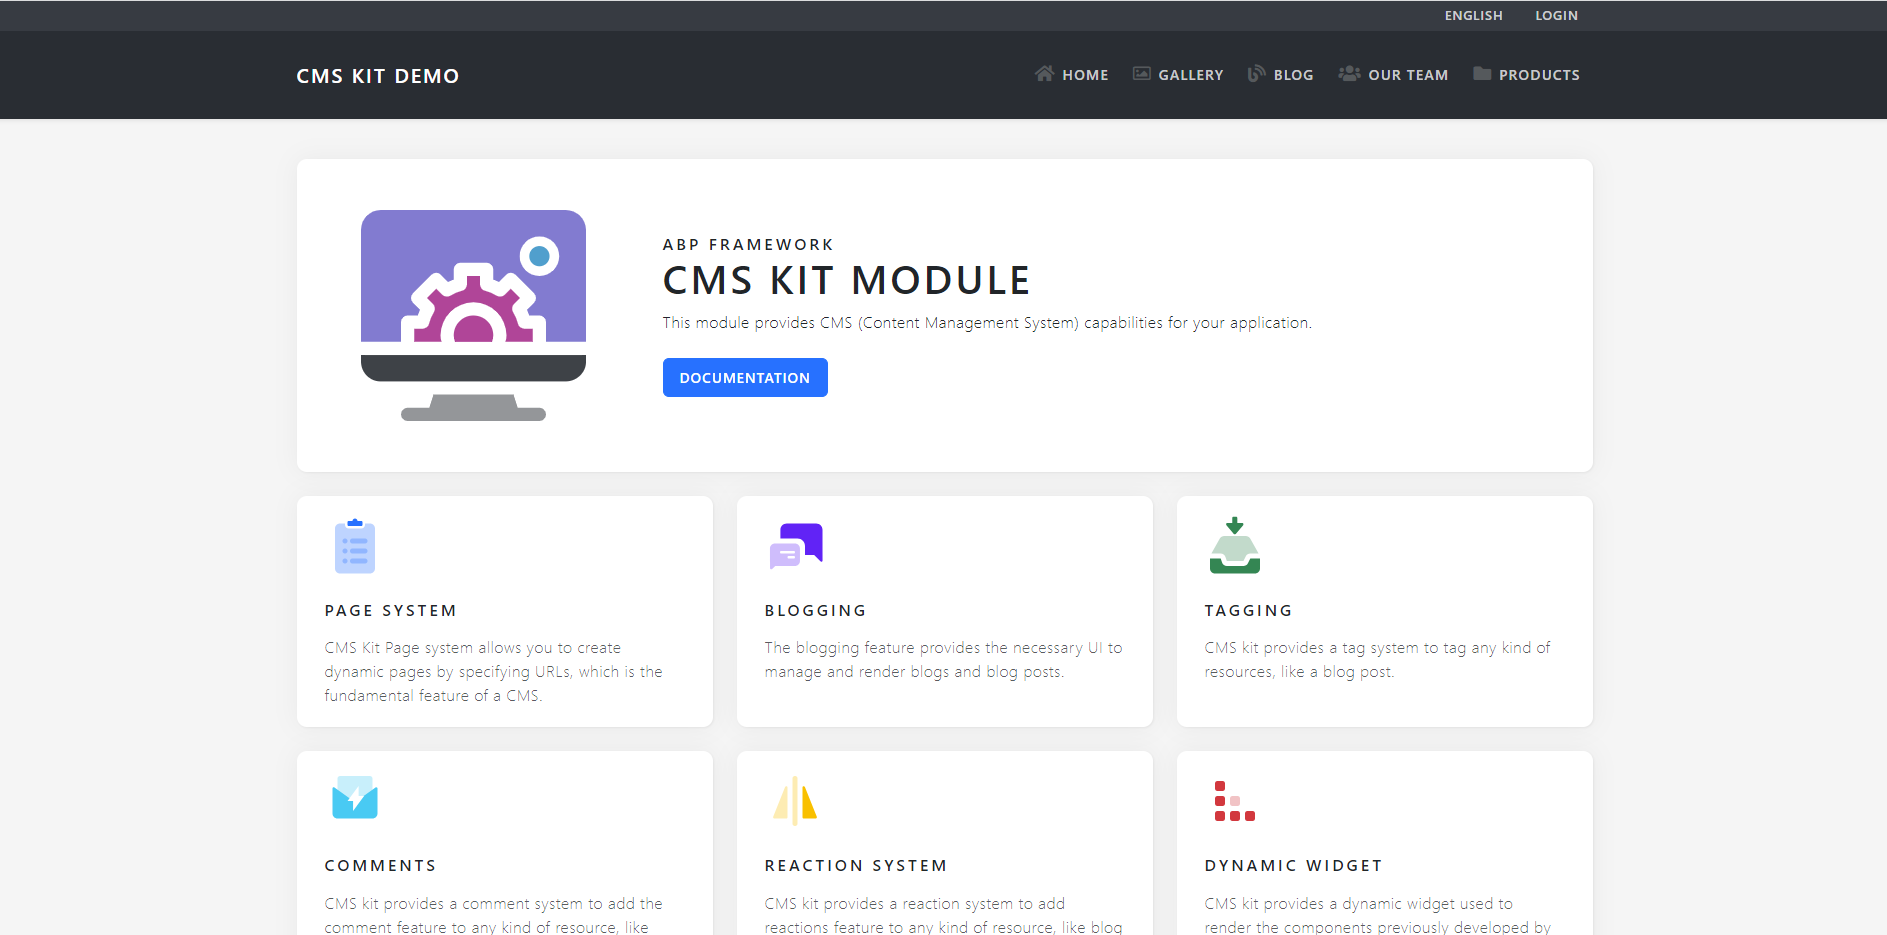 ENGLISH LOGIN
CMS KIT DEMO
HOME GALLERY BLOG OUR TEAM PRODUCTS
ABP FRAMEWORK
CMS KIT MODULE
This module provides CMS (Content Management System) capabilities for your application.
DOCUMENTATION
PAGE SYSTEM
CMS Kit Page system allows you to create
dynamic pages by specifying URLs, which is the
fundamental feature of a CMS.
BLOGGING
The blogging feature provides the necessary UI to
manage and render blogs and blog posts.
TAGGING
CMS kit provides a tag system to tag any kind of
resources, like a blog post.
COMMENTS
CMS kit provides a comment system to add the
comment feature to any kind of resource, like
REACTION SYSTEM
CMS kit provides a reaction system to add
reactions feature to any kind of resource, like blog
DYNAMIC WIDGET
CMS kit provides a dynamic widget used to
render the components previously developed by